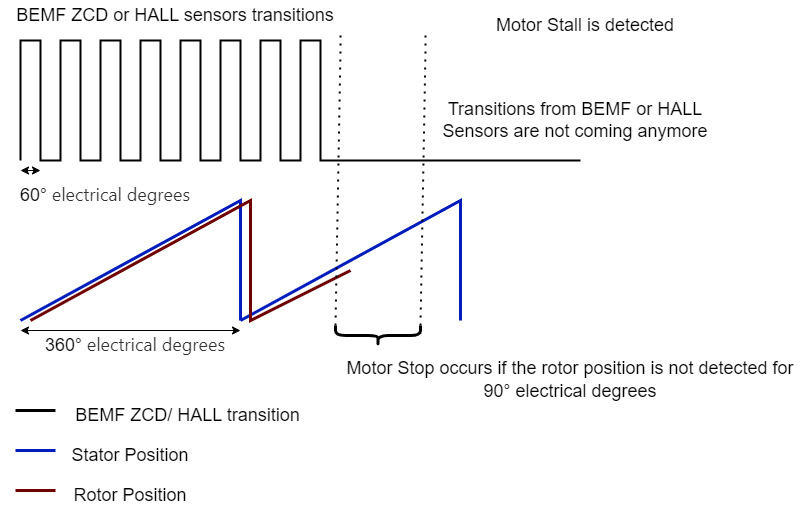 BEMF ZCD or HALL sensors transitions
Motor Stall is detected
Transitions from BEMF or HALL
Sensors are not coming anymore
60° electrical degrees
360° electrical degrees
Motor Stop occurs if the rotor position is not detected for
90° electrical degrees
BEMF ZCD/ HALL transition
Stator Position
Rotor Position